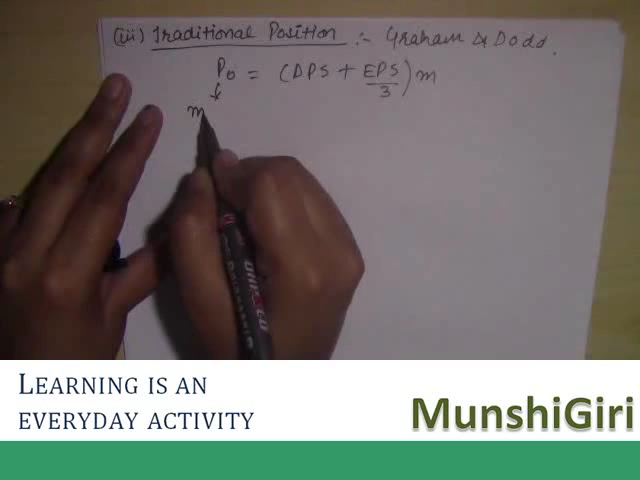 (iii) Traditional Position :- Graham & Dodd.
P₀ = (DPS + EPS/3) m
↓
m
LEARNING IS AN
EVERYDAY ACTIVITY
MunshiGiri